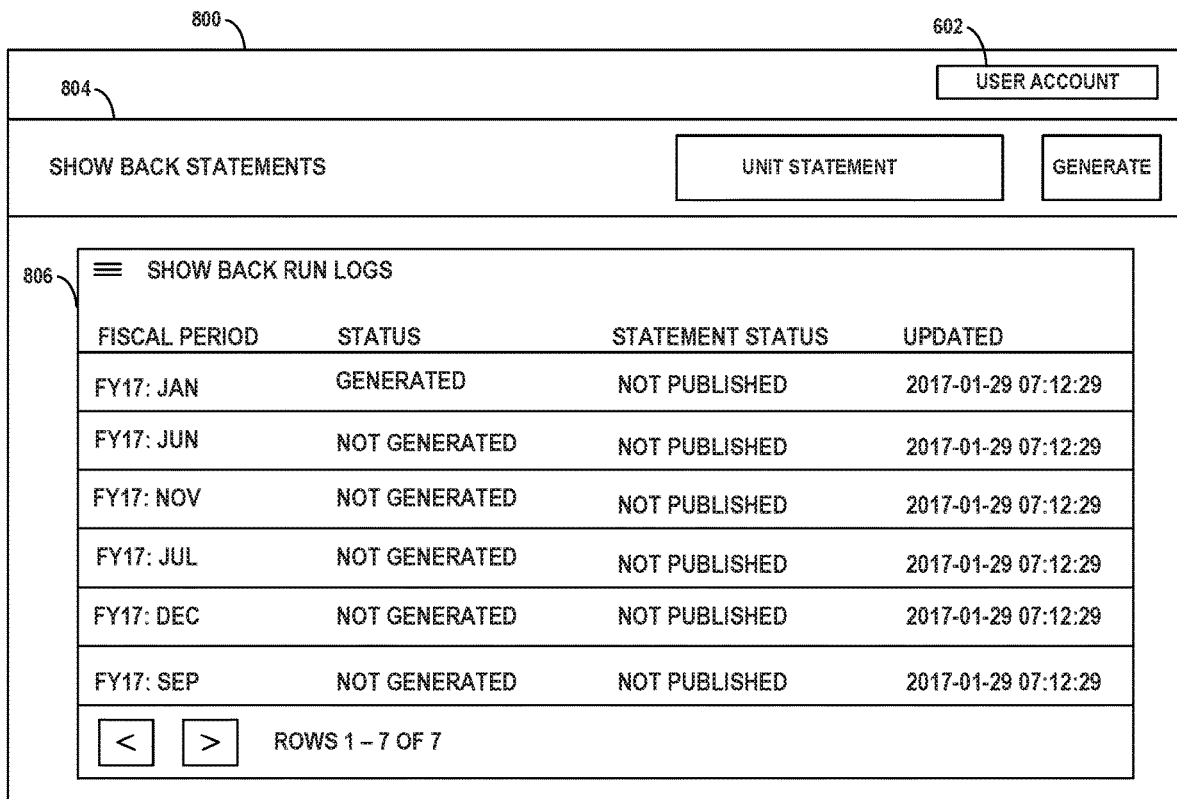 800
602
USER ACCOUNT
804
SHOW BACK STATEMENTS UNIT STATEMENT GENERATE
806
SHOW BACK RUN LOGS
FISCAL PERIOD STATUS STATEMENT STATUS UPDATED
FY17: JAN GENERATED NOT PUBLISHED 2017-01-29 07:12:29
FY17: JUN NOT GENERATED NOT PUBLISHED 2017-01-29 07:12:29
FY17: NOV NOT GENERATED NOT PUBLISHED 2017-01-29 07:12:29
FY17: JUL NOT GENERATED NOT PUBLISHED 2017-01-29 07:12:29
FY17: DEC NOT GENERATED NOT PUBLISHED 2017-01-29 07:12:29
FY17: SEP NOT GENERATED NOT PUBLISHED 2017-01-29 07:12:29
< > ROWS 1 – 7 OF 7